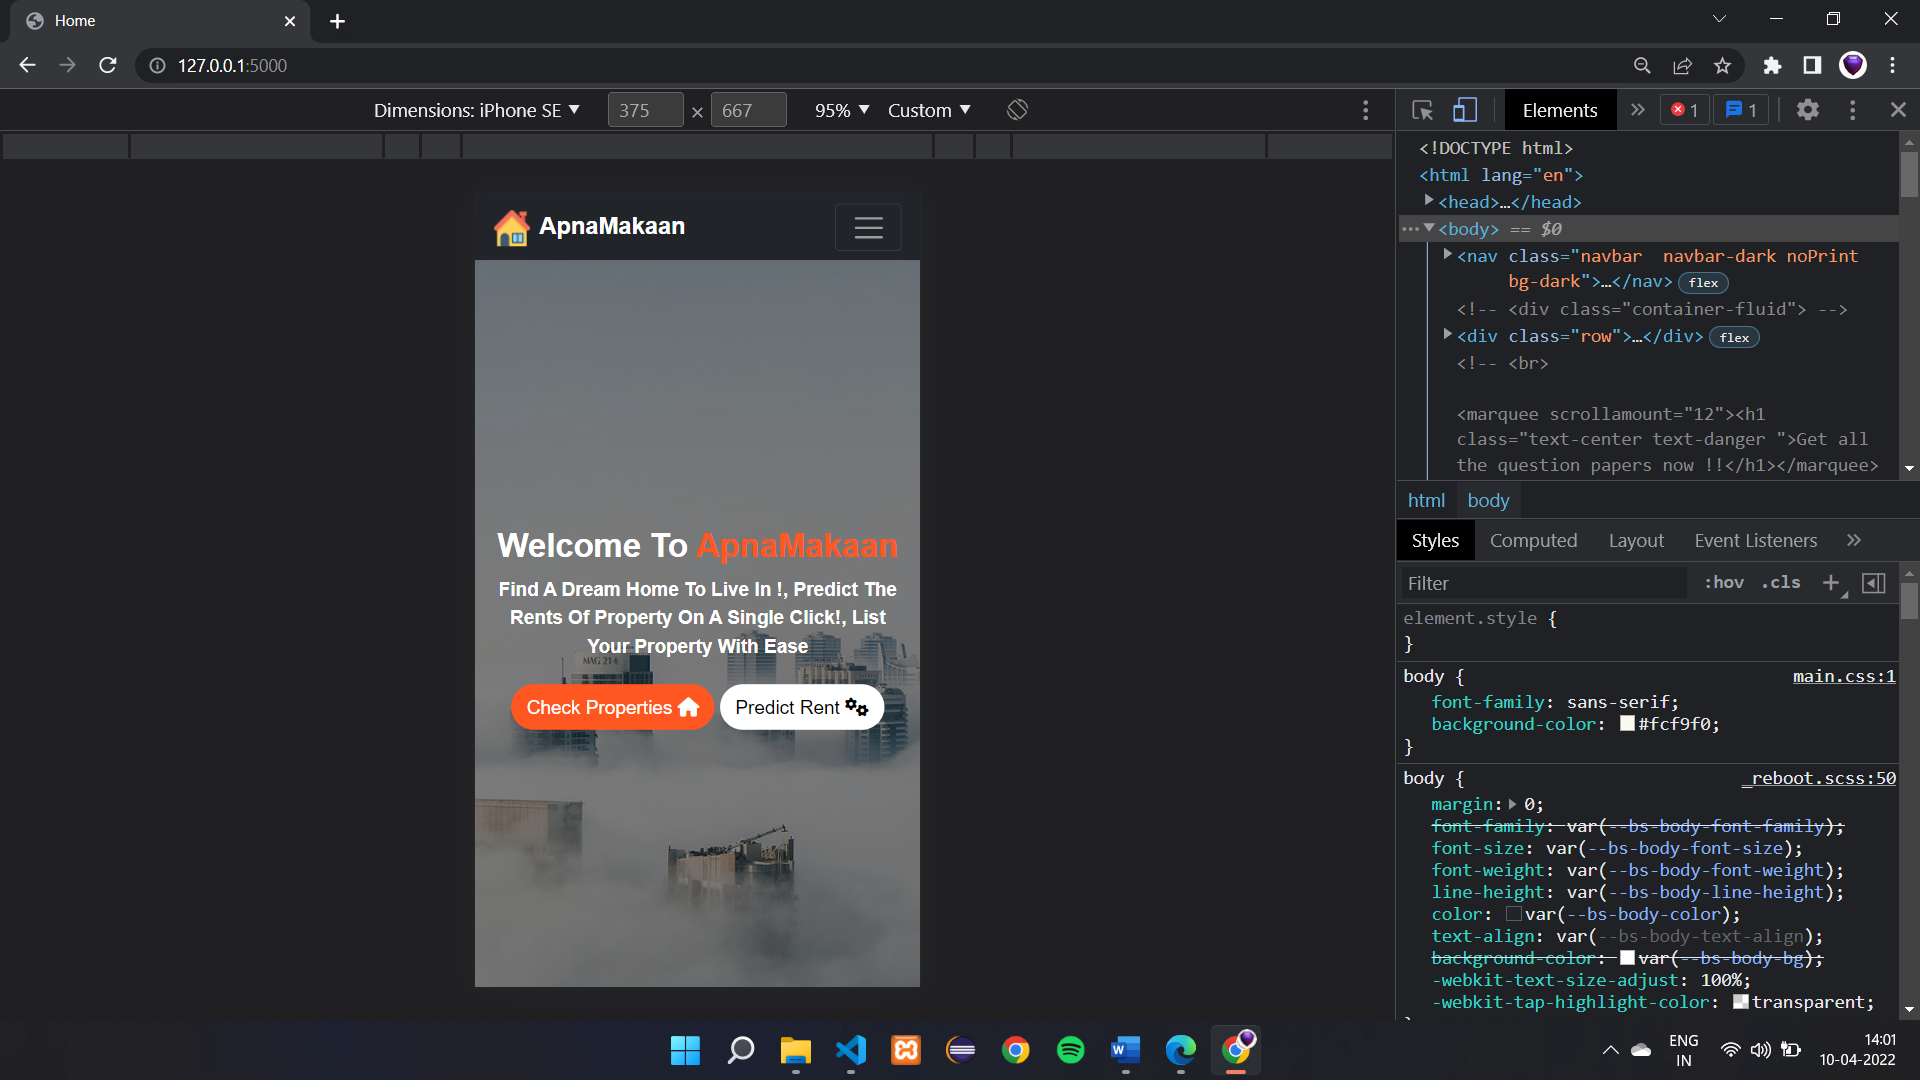 Home
127.0.0.1:5000
Dimensions: iPhone SE
375 × 667
95%
Custom
Elements
1
1
ApnaMakaan
Welcome To ApnaMakaan
Find A Dream Home To Live In !, Predict The
Rents Of Property On A Single Click!, List
Your Property With Ease
MAG 214
Check Properties
Predict Rent
<!DOCTYPE html>
<html lang="en">
<head>…</head>
<body> == $0
<nav class="navbar  navbar-dark noPrint
bg-dark">…</nav> flex
<!-- <div class="container-fluid"> -->
<div class="row">…</div> flex
<!-- <br>
<marquee scrollamount="12"><h1
class="text-center text-danger ">Get all
the question papers now !!</h1></marquee>
html body
Styles Computed Layout Event Listeners
Filter
:hov .cls
element.style {
}
body {
main.css:1
font-family: sans-serif;
background-color: #fcf9f0;
}
body {
_reboot.scss:50
margin: 0;
font-family: var(--bs-body-font-family);
font-size: var(--bs-body-font-size);
font-weight: var(--bs-body-font-weight);
line-height: var(--bs-body-line-height);
color: var(--bs-body-color);
text-align: var(--bs-body-text-align);
background-color: var(--bs-body-bg);
-webkit-text-size-adjust: 100%;
-webkit-tap-highlight-color: transparent;
ENG
IN
14:01
10-04-2022